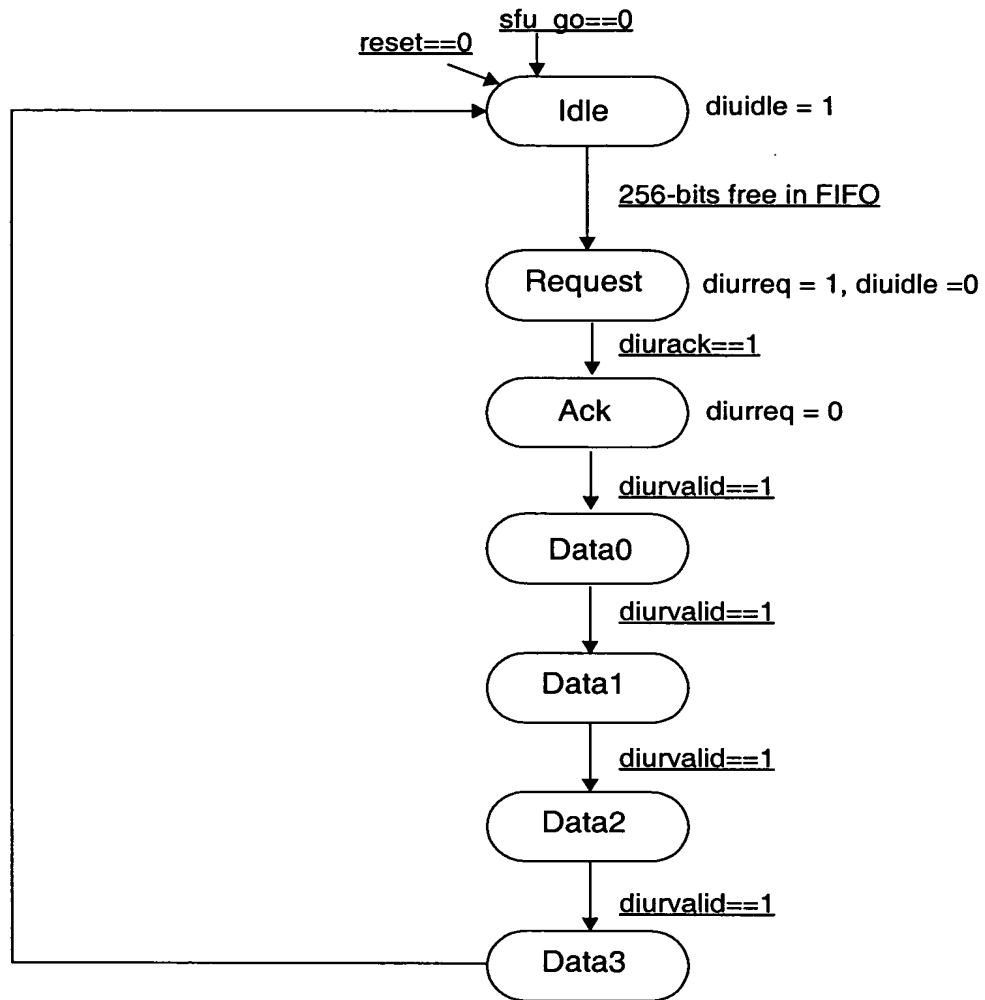 sfu_go==0
reset==0
Idle
diuidle = 1
256-bits free in FIFO
Request
diurreq = 1, diuidle =0
diurack==1
Ack
diurreq = 0
diurvalid==1
Data0
diurvalid==1
Data1
diurvalid==1
Data2
diurvalid==1
Data3